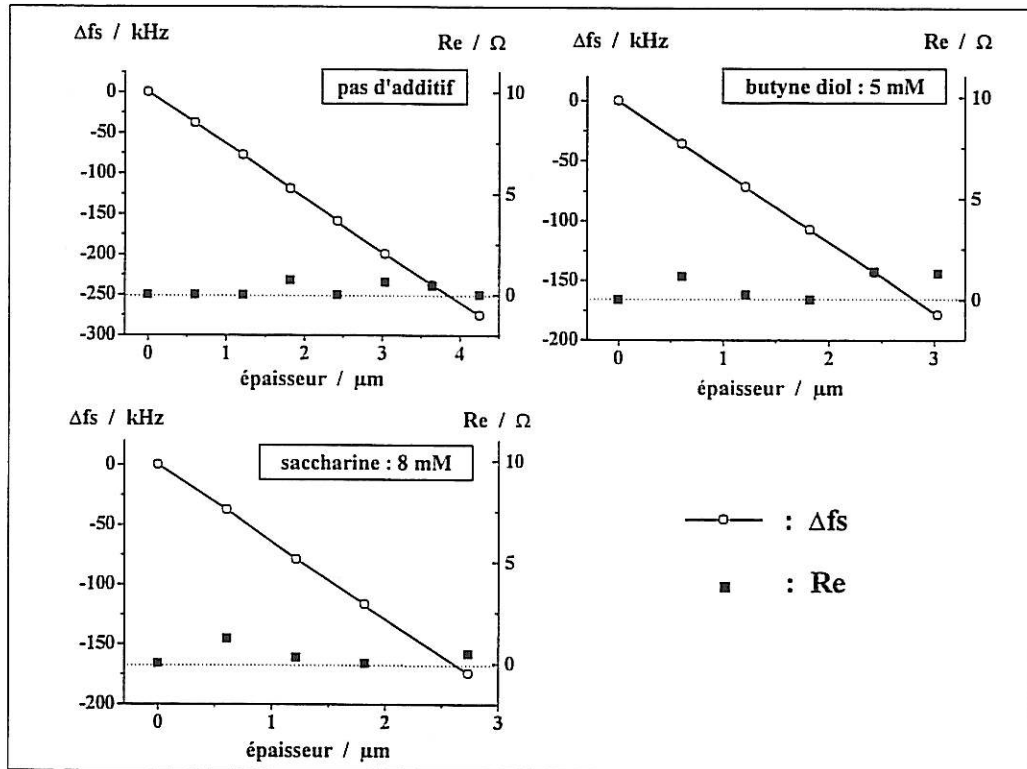 Δfs / kHz
Re / Ω
pas d'additif
0
-50
-100
-150
-200
-250
-300
10
5
0
0 1 2 3 4
épaisseur / μm
Δfs / kHz
Re / Ω
butyne diol : 5 mM
0
-50
-100
-150
-200
10
5
0
0 1 2 3
épaisseur / μm
Δfs / kHz
Re / Ω
saccharine : 8 mM
0
-50
-100
-150
-200
10
5
0
0 1 2 3
épaisseur / μm
: Δfs
: Re